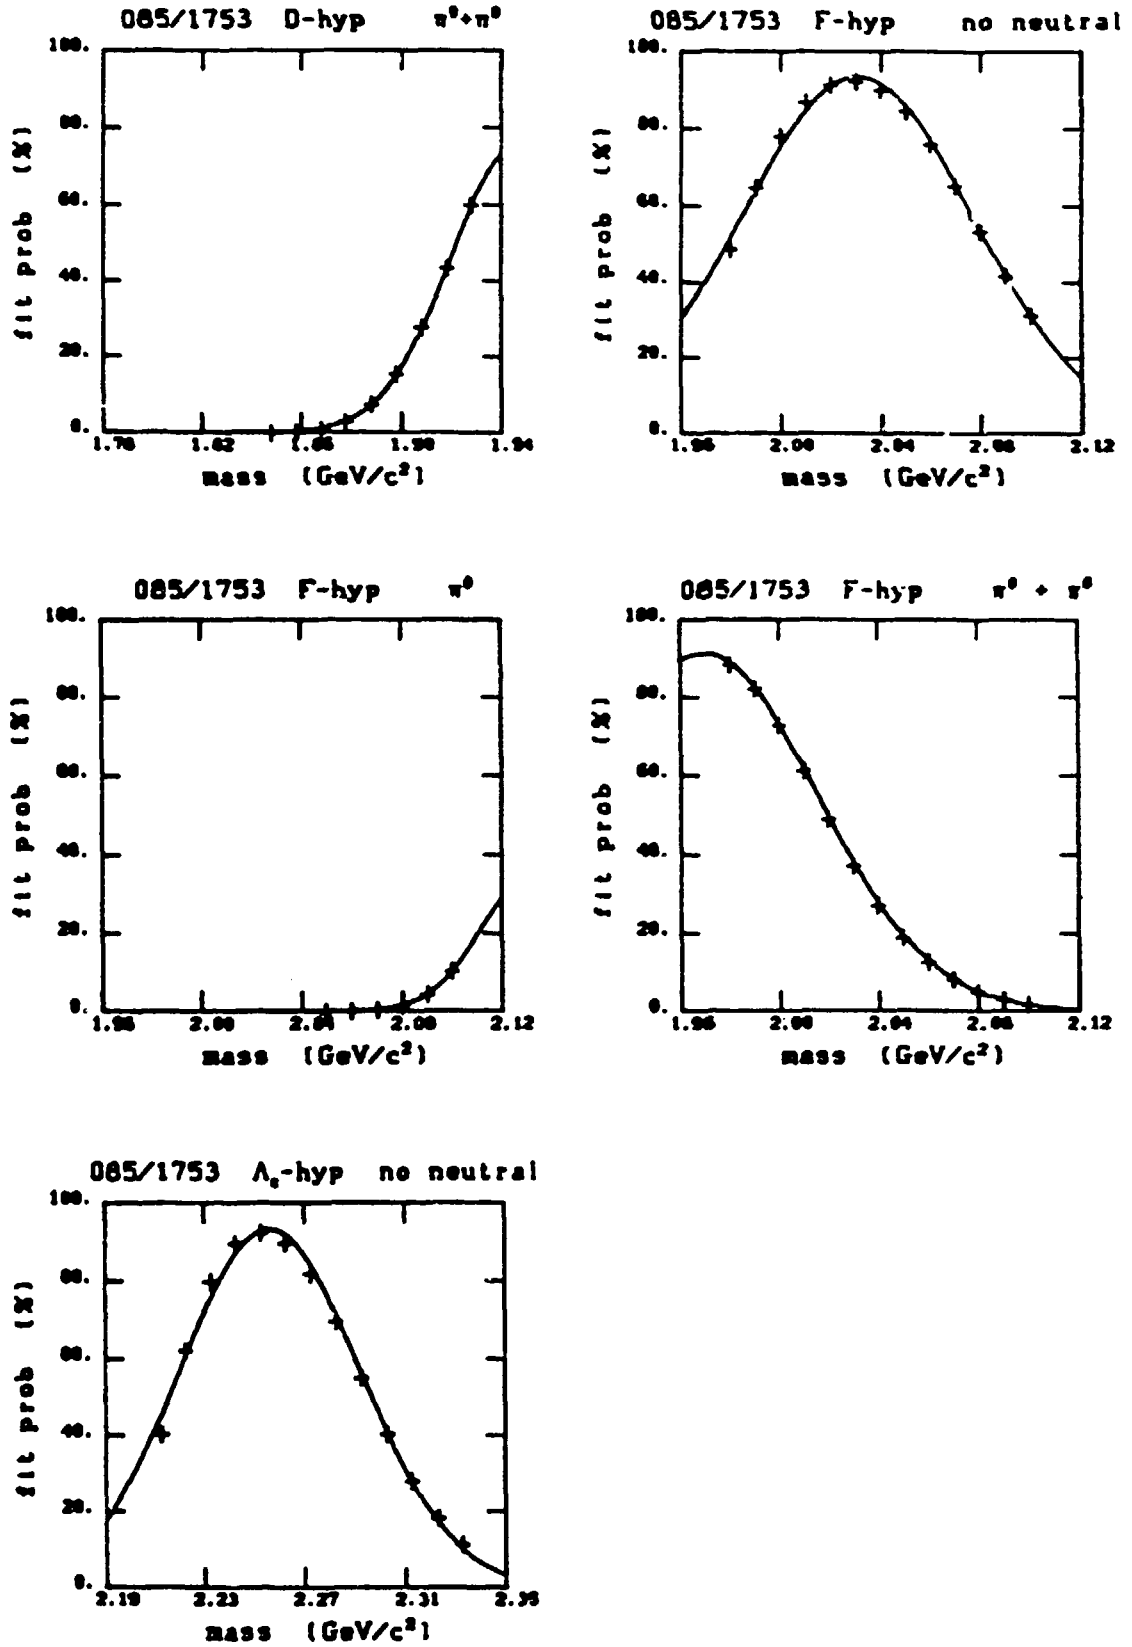 085/1753 D-hyp π⁰+π⁰
100.
80.
60.
40.
20.
0.
fit prob (%)
1.78 1.82 1.86 1.90 1.94
mass (GeV/c²)
085/1753 F-hyp no neutral
100.
80.
60.
40.
20.
0.
fit prob (%)
1.96 2.00 2.04 2.08 2.12
mass (GeV/c²)
085/1753 F-hyp π⁰
100.
80.
60.
40.
20.
0.
fit prob (%)
1.96 2.00 2.04 2.08 2.12
mass (GeV/c²)
085/1753 F-hyp π⁰ + π⁰
100.
80.
60.
40.
20.
0.
fit prob (%)
1.96 2.00 2.04 2.08 2.12
mass (GeV/c²)
085/1753 Λc-hyp no neutral
100.
80.
60.
40.
20.
0.
fit prob (%)
2.19 2.23 2.27 2.31 2.35
mass (GeV/c²)